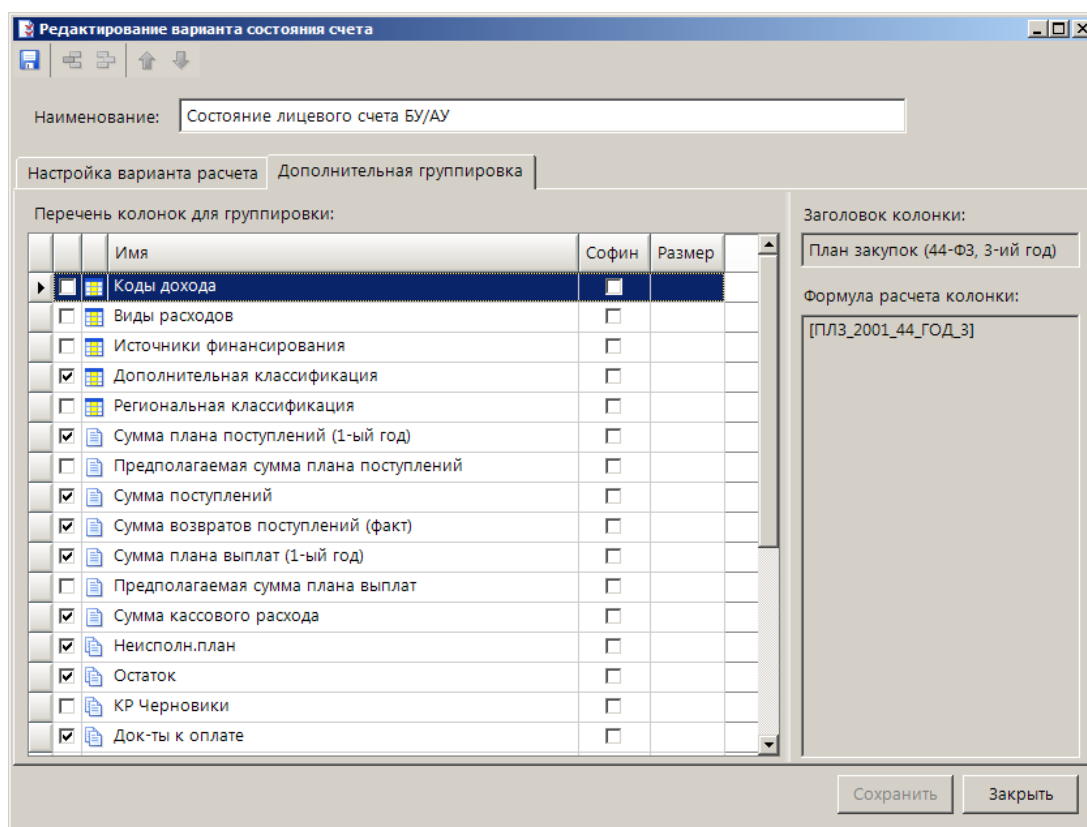 Редактирование варианта состояния счета
Наименование: Состояние лицевого счета БУ/АУ
Настройка варианта расчета Дополнительная группировка
Перечень колонок для группировки:
Имя Софин Размер
Коды дохода
Виды расходов
Источники финансирования
Дополнительная классификация
Региональная классификация
Сумма плана поступлений (1-ый год)
Предполагаемая сумма плана поступлений
Сумма поступлений
Сумма возвратов поступлений (факт)
Сумма плана выплат (1-ый год)
Предполагаемая сумма плана выплат
Сумма кассового расхода
Неисполн.план
Остаток
КР Черновики
Док-ты к оплате
Заголовок колонки:
План закупок (44-ФЗ, 3-ий год)
Формула расчета колонки:
[ПЛЗ_2001_44_ГОД_3]
Сохранить Закрыть